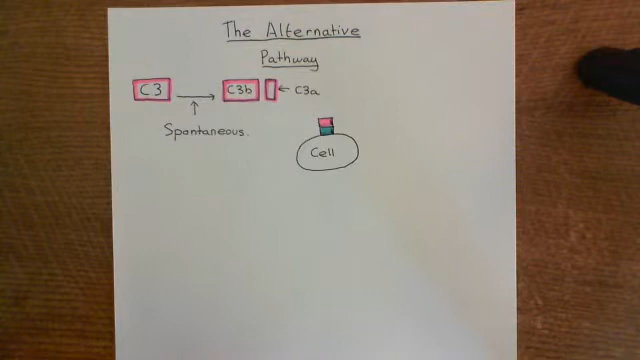 The Alternative
Pathway
C3
C3b
C3a
Spontaneous.
Cell